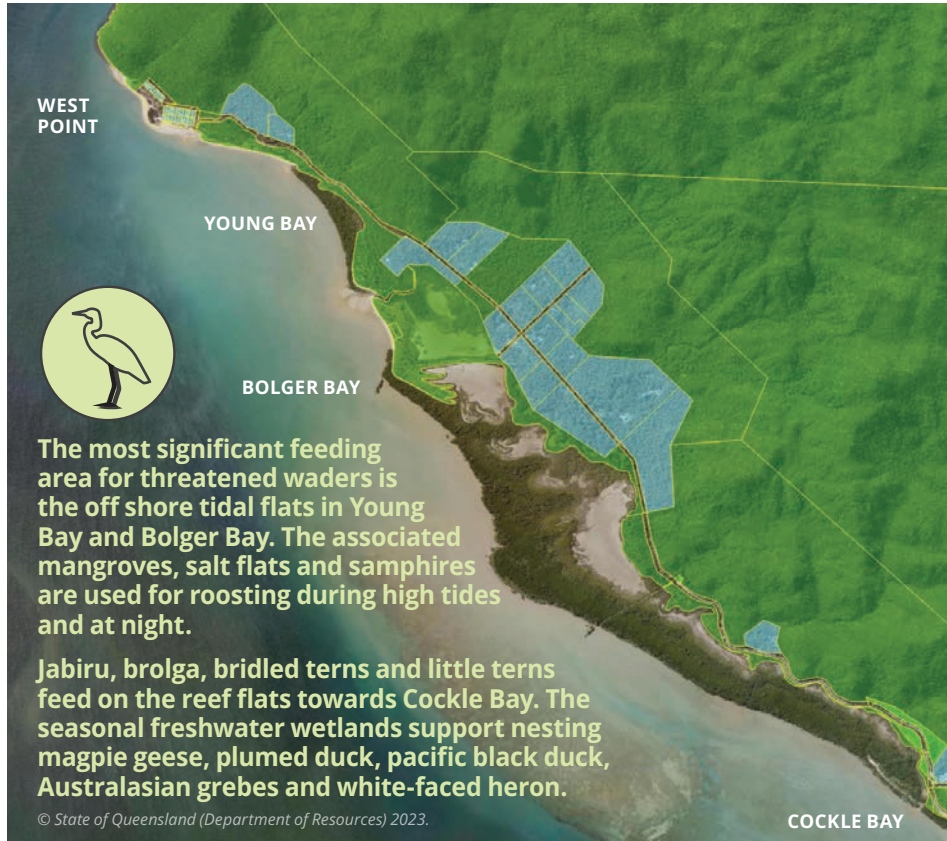 WEST
POINT
YOUNG BAY
BOLGER BAY
The most significant feeding
area for threatened waders is
the off shore tidal flats in Young
Bay and Bolger Bay. The associated
mangroves, salt flats and samphires
are used for roosting during high tides
and at night.
Jabiru, brolga, bridled terns and little terns
feed on the reef flats towards Cockle Bay. The
seasonal freshwater wetlands support nesting
magpie geese, plumed duck, pacific black duck,
Australasian grebes and white-faced heron.
© State of Queensland (Department of Resources) 2023.
COCKLE BAY